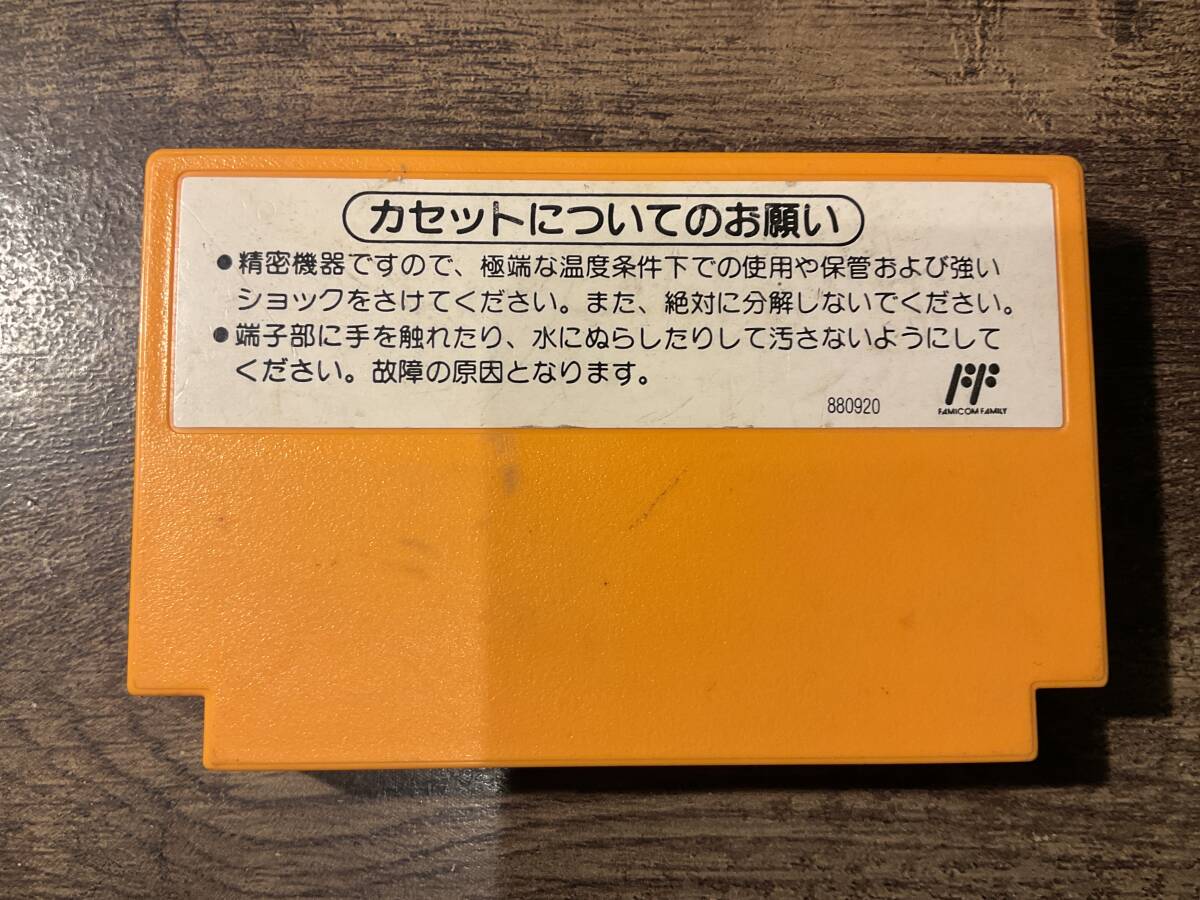 カセットについてのお願い
●精密機器ですので、極端な温度条件下での使用や保管および強い
ショックをさけてください。また、絶対に分解しないでください。
●端子部に手を触れたり、水にぬらしたりして汚さないようにして
ください。故障の原因となります。
880920
FF
FAMICOM FAMILY